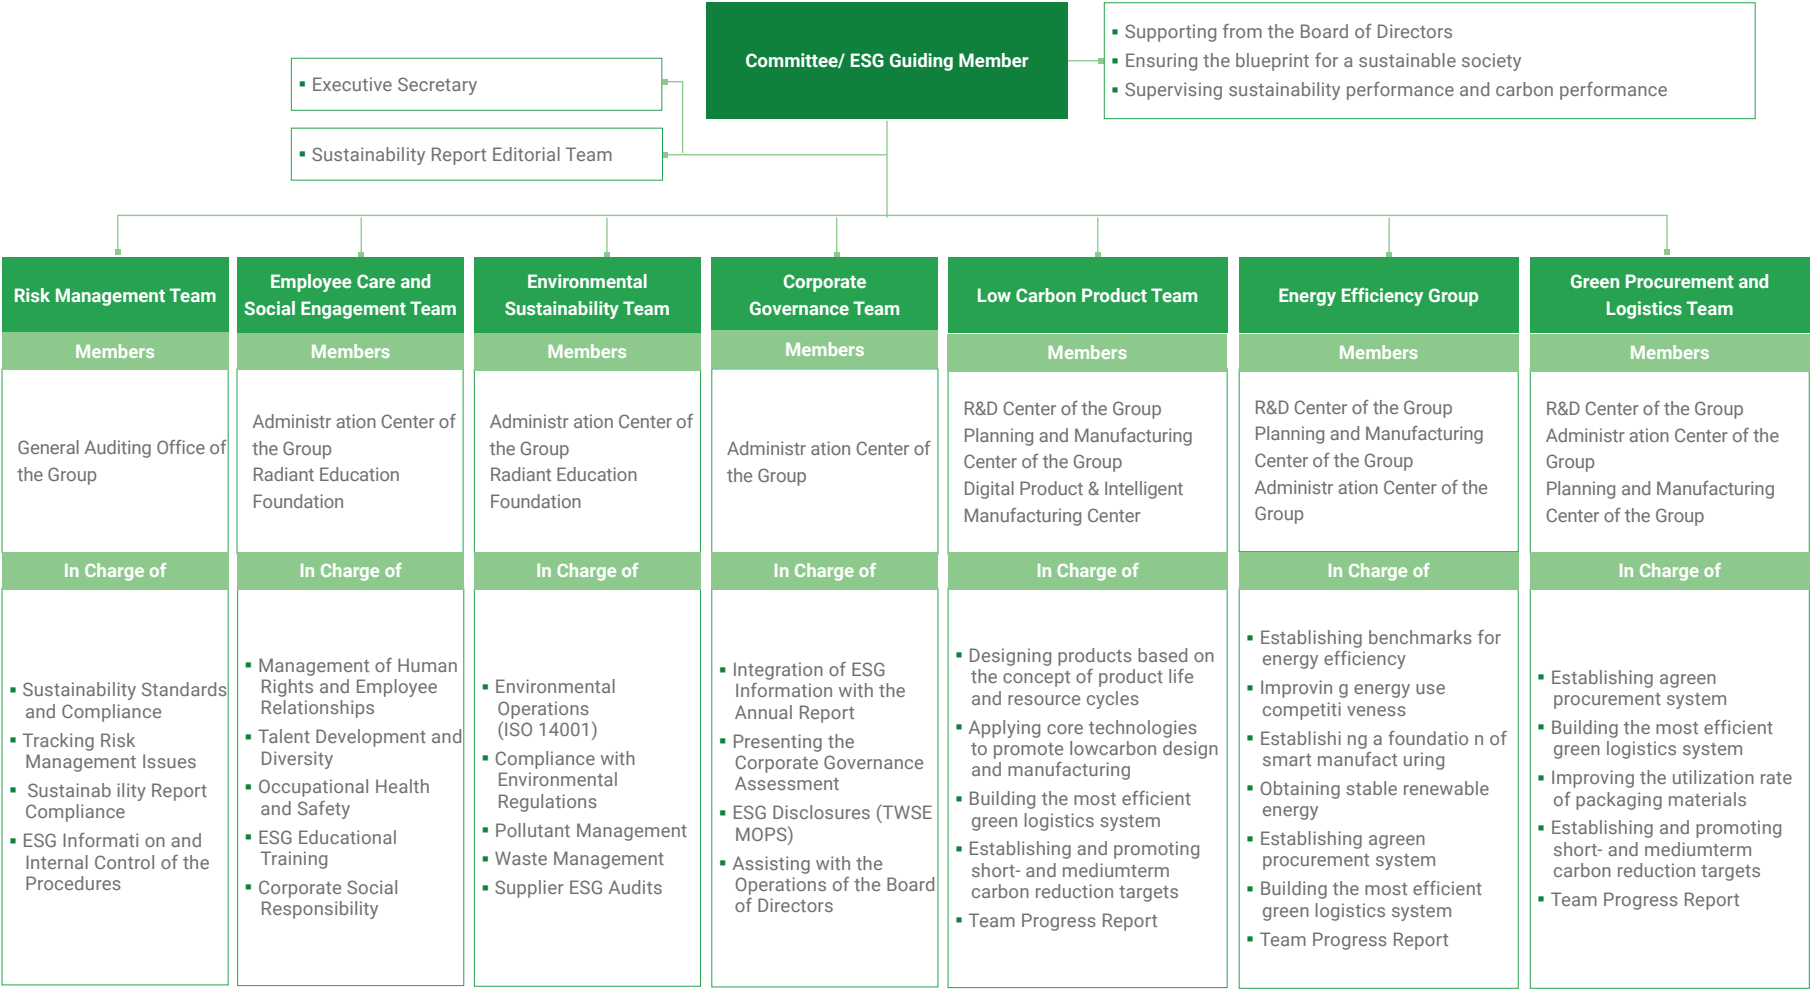 Committee/ ESG Guiding Member
Supporting from the Board of Directors
Ensuring the blueprint for a sustainable society
Supervising sustainability performance and carbon performance
Executive Secretary
Sustainability Report Editorial Team
Risk Management Team
Members
General Auditing Office of
the Group
In Charge of
Sustainability Standards
and Compliance
Tracking Risk
Management Issues
Sustainab ility Report
Compliance
ESG Informati on and
Internal Control of the
Procedures
Employee Care and
Social Engagement Team
Members
Administr ation Center of
the Group
Radiant Education
Foundation
In Charge of
Management of Human
Rights and Employee
Relationships
Talent Development and
Diversity
Occupational Health
and Safety
ESG Educational
Training
Corporate Social
Responsibility
Environmental
Sustainability Team
Members
Administr ation Center of
the Group
Radiant Education
Foundation
In Charge of
Environmental
Operations
(ISO 14001)
Compliance with
Environmental
Regulations
Pollutant Management
Waste Management
Supplier ESG Audits
Corporate
Governance Team
Members
Administr ation Center of
the Group
In Charge of
Integration of ESG
Information with the
Annual Report
Presenting the
Corporate Governance
Assessment
ESG Disclosures (TWSE
MOPS)
Assisting with the
Operations of the Board
of Directors
Low Carbon Product Team
Members
R&D Center of the Group
Planning and Manufacturing
Center of the Group
Digital Product & Intelligent
Manufacturing Center
In Charge of
Designing products based on
the concept of product life
and resource cycles
Applying core technologies
to promote lowcarbon design
and manufacturing
Building the most efficient
green logistics system
Establishing and promoting
short- and mediumterm
carbon reduction targets
Team Progress Report
Energy Efficiency Group
Members
R&D Center of the Group
Planning and Manufacturing
Center of the Group
Administr ation Center of the
Group
In Charge of
Establishing benchmarks for
energy efficiency
Improvin g energy use
competiti veness
Establishi ng a foundatio n of
smart manufact uring
Obtaining stable renewable
energy
Establishing agreen
procurement system
Building the most efficient
green logistics system
Team Progress Report
Green Procurement and
Logistics Team
Members
R&D Center of the Group
Administr ation Center of the
Group
Planning and Manufacturing
Center of the Group
In Charge of
Establishing agreen
procurement system
Building the most efficient
green logistics system
Improving the utilization rate
of packaging materials
Establishing and promoting
short- and mediumterm
carbon reduction targets
Team Progress Report